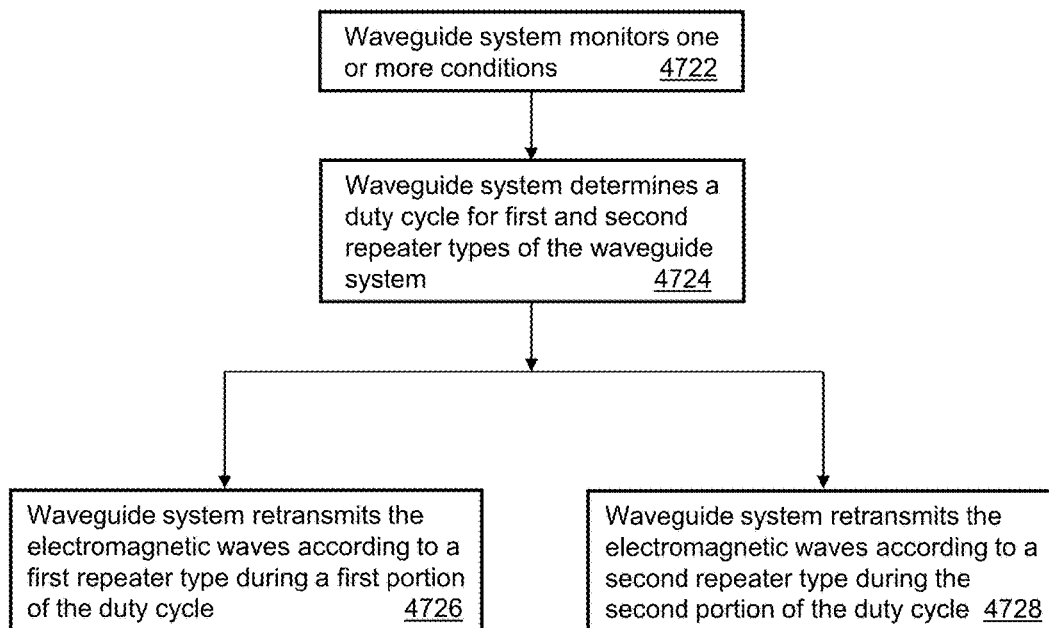 Waveguide system monitors one
or more conditions 4722
Waveguide system determines a
duty cycle for first and second
repeater types of the waveguide
system 4724
Waveguide system retransmits the
electromagnetic waves according to a
first repeater type during a first portion
of the duty cycle 4726
Waveguide system retransmits the
electromagnetic waves according to a
second repeater type during the
second portion of the duty cycle 4728